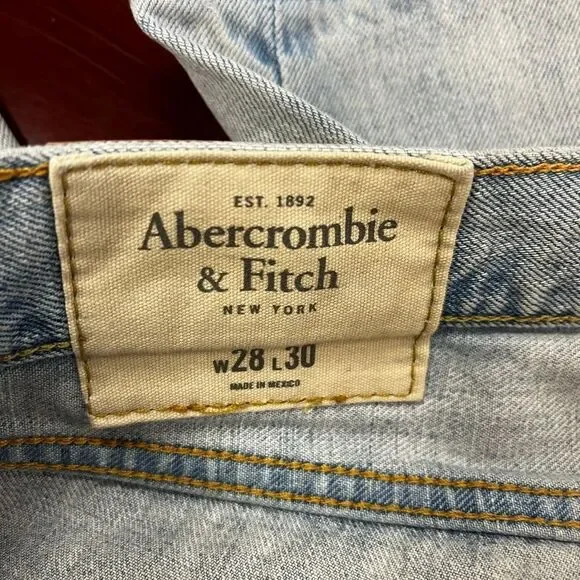 EST. 1892
Abercrombie
& Fitch
NEW YORK
W28 L30
MADE IN MEXICO